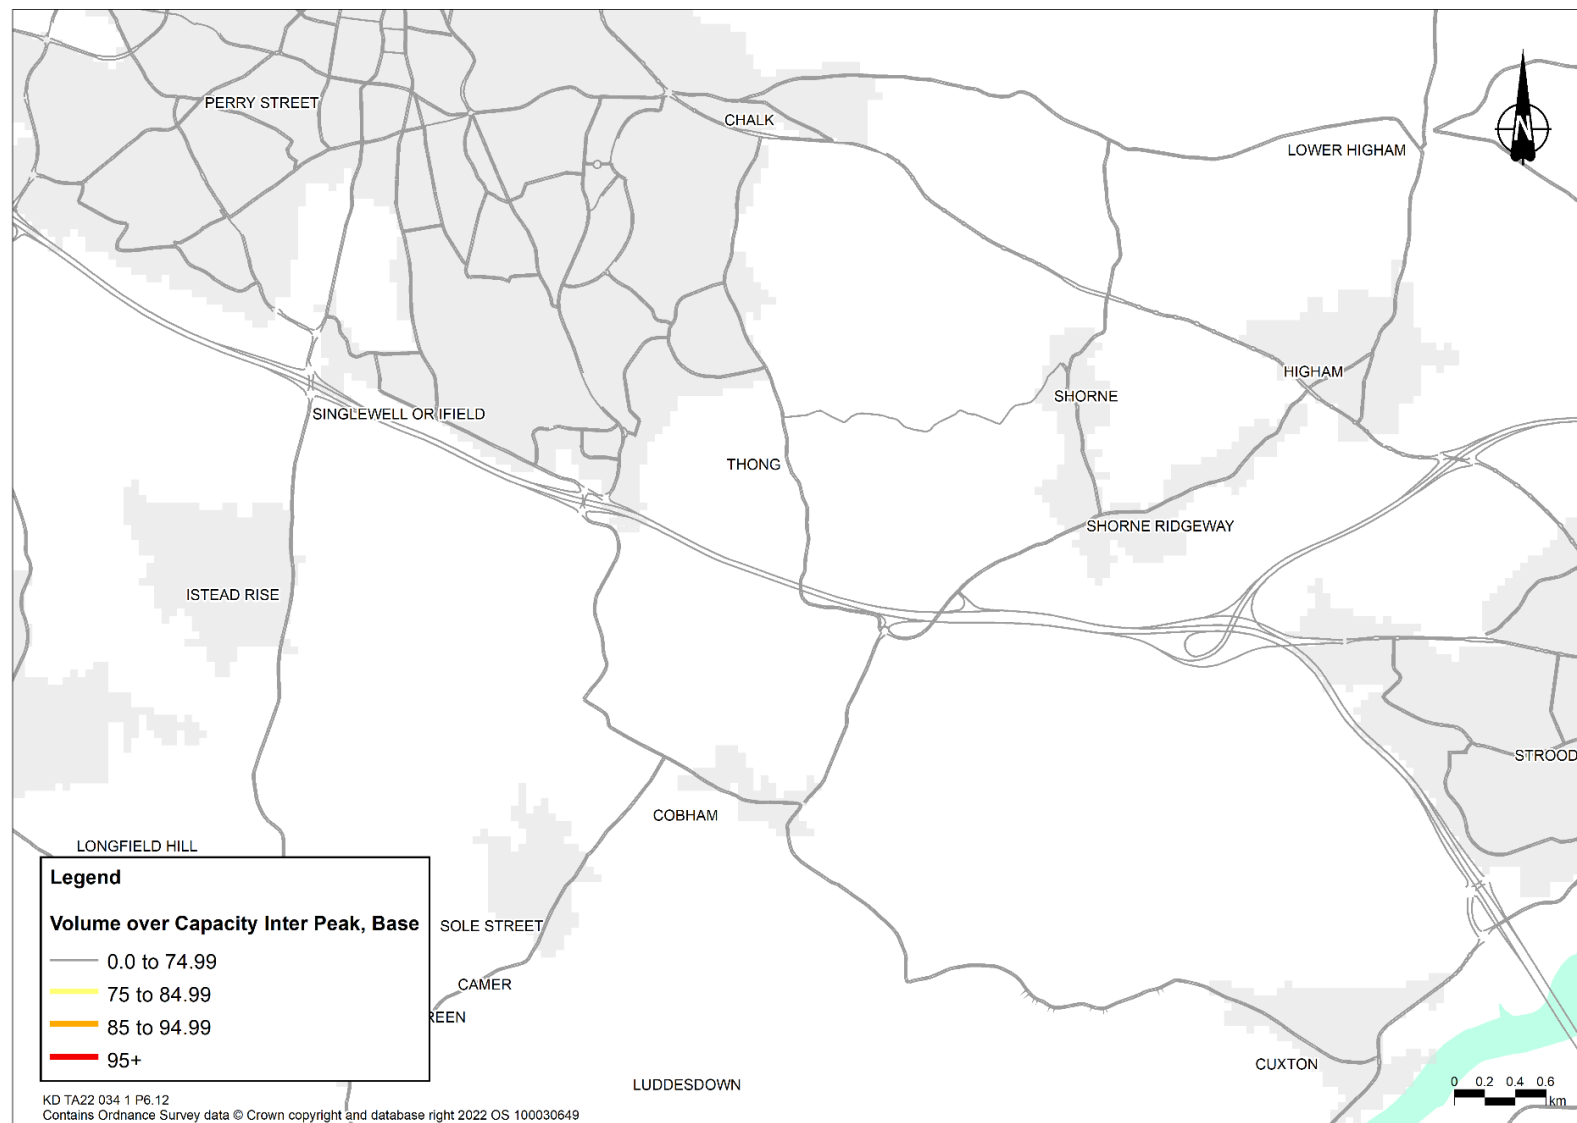 PERRY STREET
CHALK
LOWER HIGHAM
N
HIGHAM
SHORNE
SINGLEWELL OR IFIELD
THONG
SHORNE RIDGEWAY
ISTEAD RISE
STROOD
COBHAM
LONGFIELD HILL
Legend
Volume over Capacity Inter Peak, Base
0.0 to 74.99
75 to 84.99
85 to 94.99
95+
SOLE STREET
CAMER
REEN
CUXTON
LUDDESDOWN
0 0.2 0.4 0.6
km
KD TA22 034 1 P6.12
Contains Ordnance Survey data © Crown copyright and database right 2022 OS 100030649